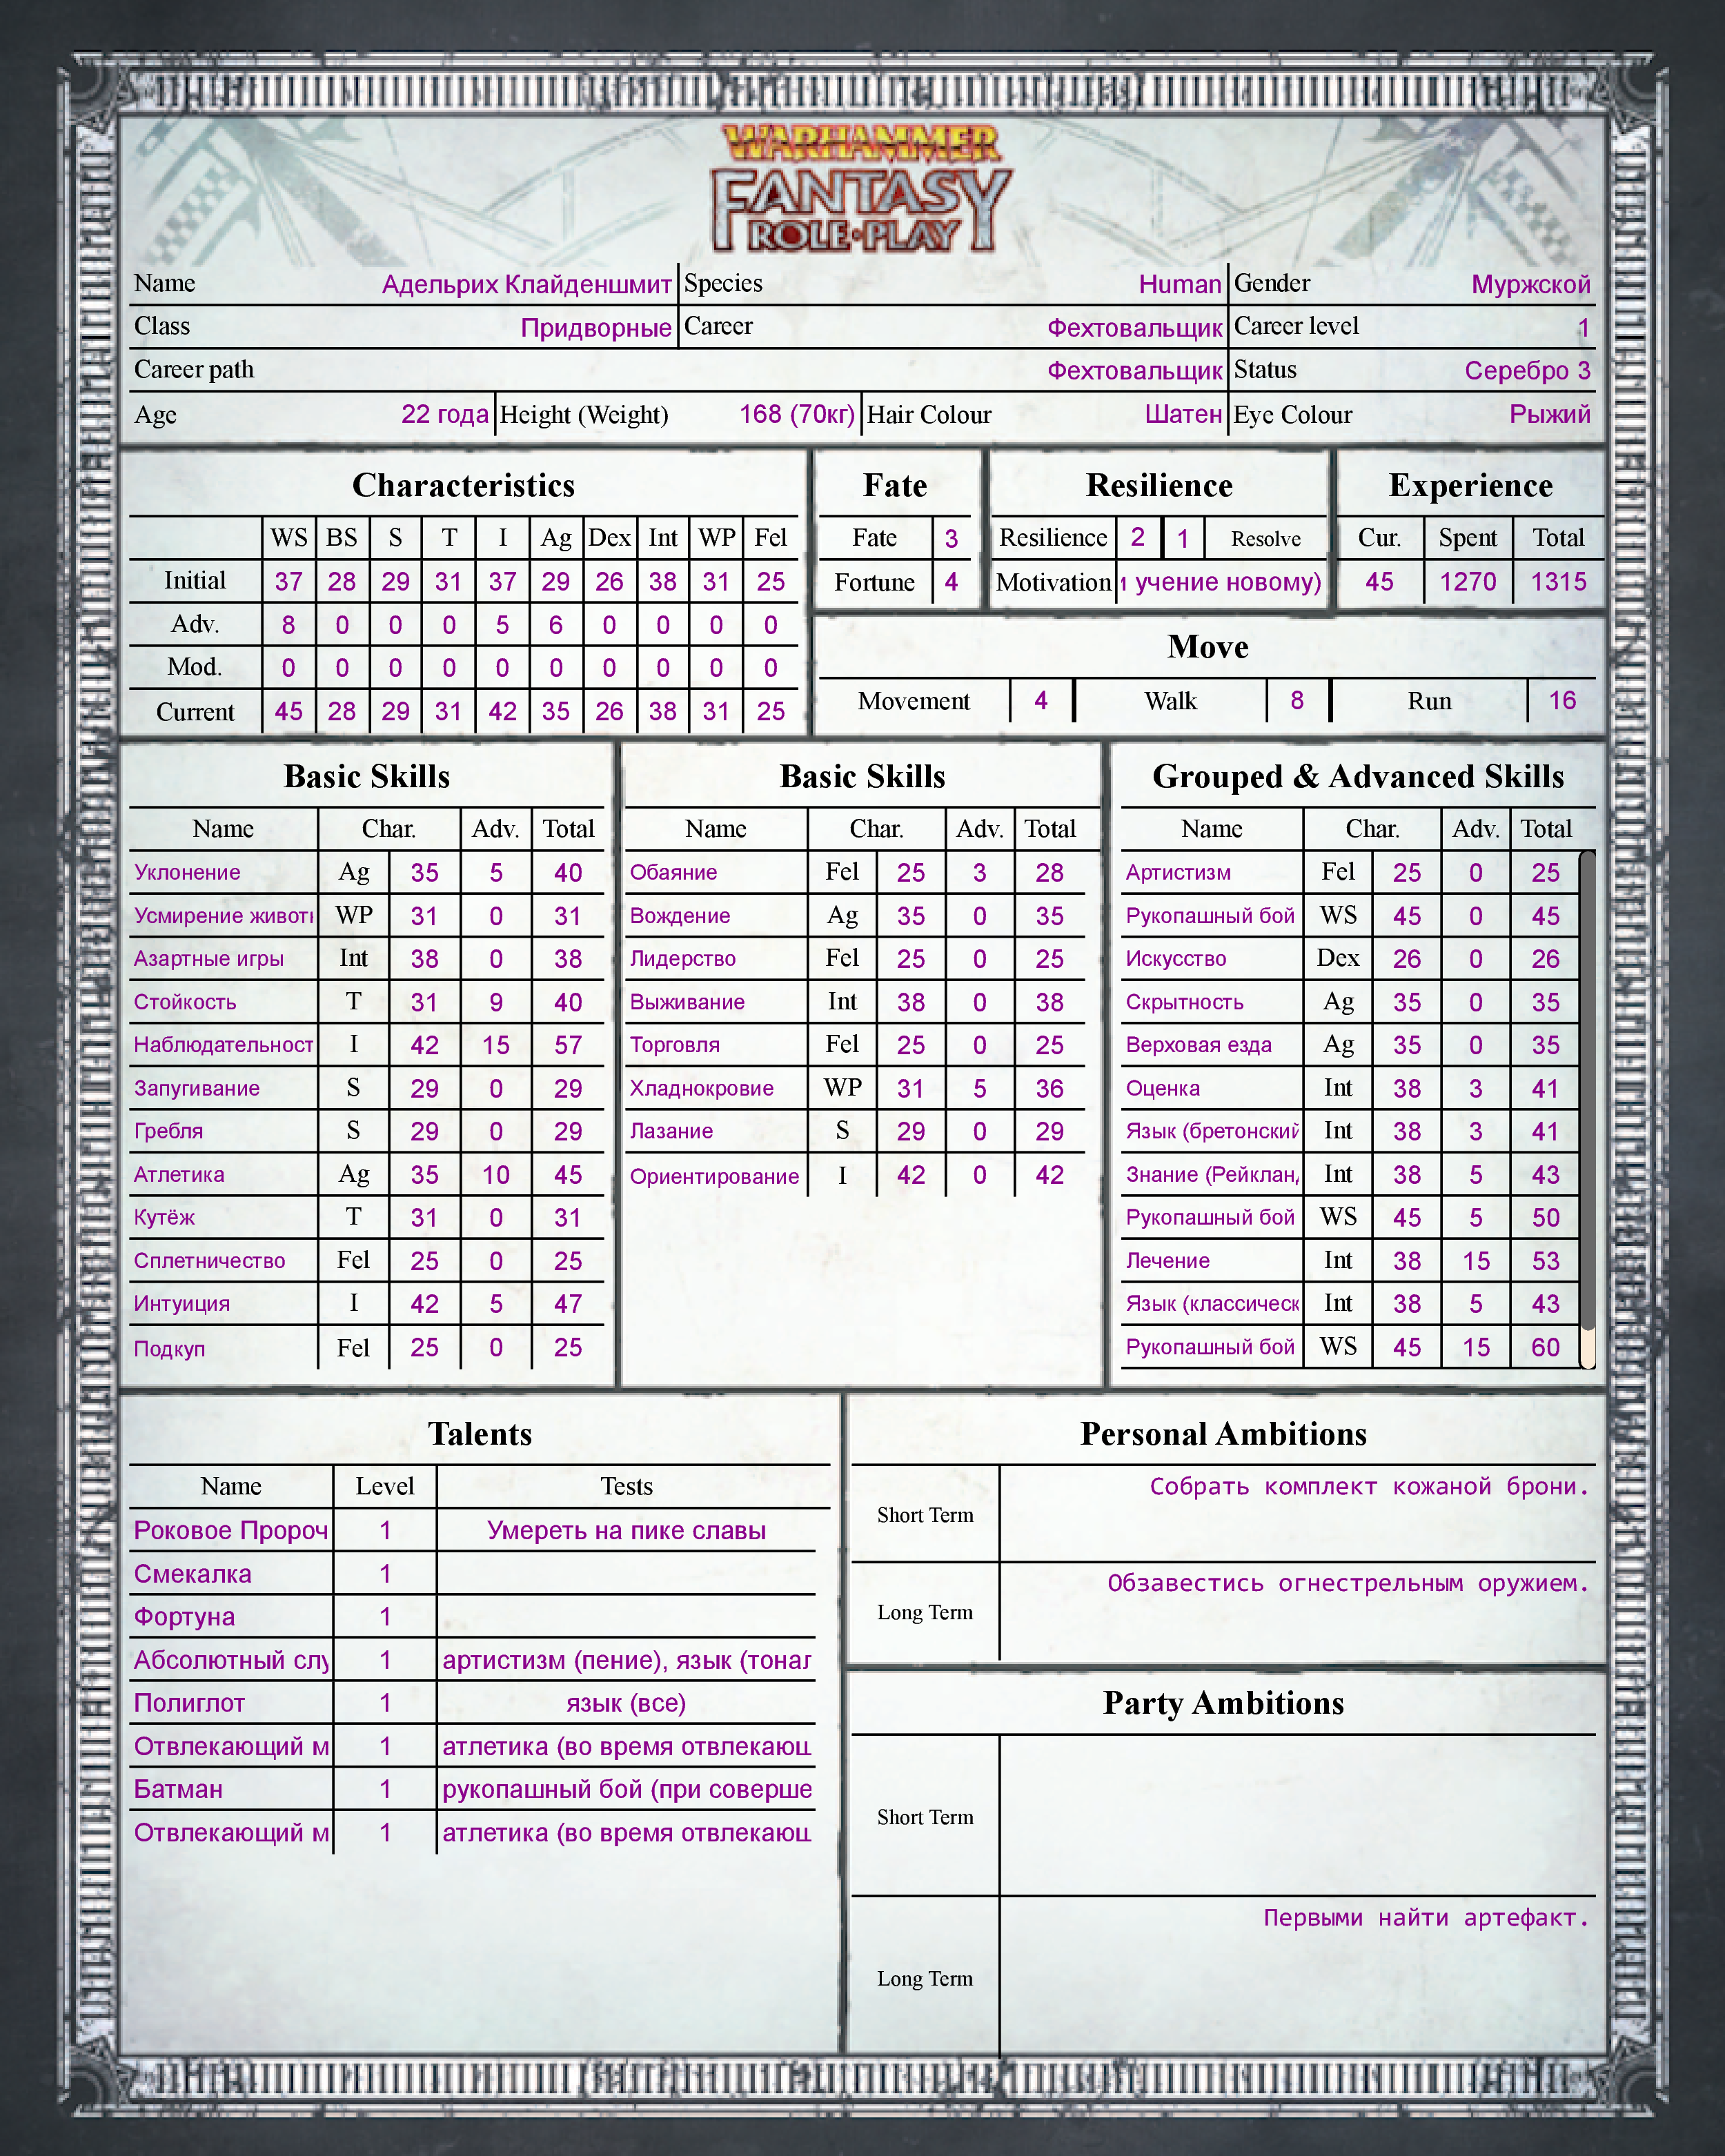 WARHAMMER
FANTASY
ROLE·PLAY
Name Адельрих Клайденшмит Species Human Gender Муржской
Class Придворные Career Фехтовальщик Career level 1
Career path Фехтовальщик Status Серебро 3
Age 22 года Height (Weight) 168 (70кг) Hair Colour Шатен Eye Colour Рыжий
Characteristics
WS BS S T I Ag Dex Int WP Fel
Initial 37 28 29 31 37 29 26 38 31 25
Adv. 8 0 0 0 5 6 0 0 0 0
Mod. 0 0 0 0 0 0 0 0 0 0
Current 45 28 29 31 42 35 26 38 31 25
Fate
Fate 3
Fortune 4
Resilience
Resilience 2 1 Resolve
Motivation и учение новому)
Experience
Cur. Spent Total
45 1270 1315
Move
Movement 4 Walk 8 Run 16
Basic Skills
Name Char. Adv. Total
Уклонение Ag 35 5 40
Усмирение животн WP 31 0 31
Азартные игры Int 38 0 38
Стойкость T 31 9 40
Наблюдательност I 42 15 57
Запугивание S 29 0 29
Гребля S 29 0 29
Атлетика Ag 35 10 45
Кутёж T 31 0 31
Сплетничество Fel 25 0 25
Интуиция I 42 5 47
Подкуп Fel 25 0 25
Basic Skills
Name Char. Adv. Total
Обаяние Fel 25 3 28
Вождение Ag 35 0 35
Лидерство Fel 25 0 25
Выживание Int 38 0 38
Торговля Fel 25 0 25
Хладнокровие WP 31 5 36
Лазание S 29 0 29
Ориентирование I 42 0 42
Grouped & Advanced Skills
Name Char. Adv. Total
Артистизм Fel 25 0 25
Рукопашный бой WS 45 0 45
Искусство Dex 26 0 26
Скрытность Ag 35 0 35
Верховая езда Ag 35 0 35
Оценка Int 38 3 41
Язык (бретонский Int 38 3 41
Знание (Рейклан Int 38 5 43
Рукопашный бой WS 45 5 50
Лечение Int 38 15 53
Язык (классическ Int 38 5 43
Рукопашный бой WS 45 15 60
Talents
Name Level Tests
Роковое Пророч 1 Умереть на пике славы
Смекалка 1
Фортуна 1
Абсолютный слу 1 артистизм (пение), язык (тонал
Полиглот 1 язык (все)
Отвлекающий м 1 атлетика (во время отвлекающ
Батман 1 рукопашный бой (при соверше
Отвлекающий м 1 атлетика (во время отвлекающ
Personal Ambitions
Short Term Собрать комплект кожаной брони.
Long Term Обзавестись огнестрельным оружием.
Party Ambitions
Short Term
Long Term Первыми найти артефакт.